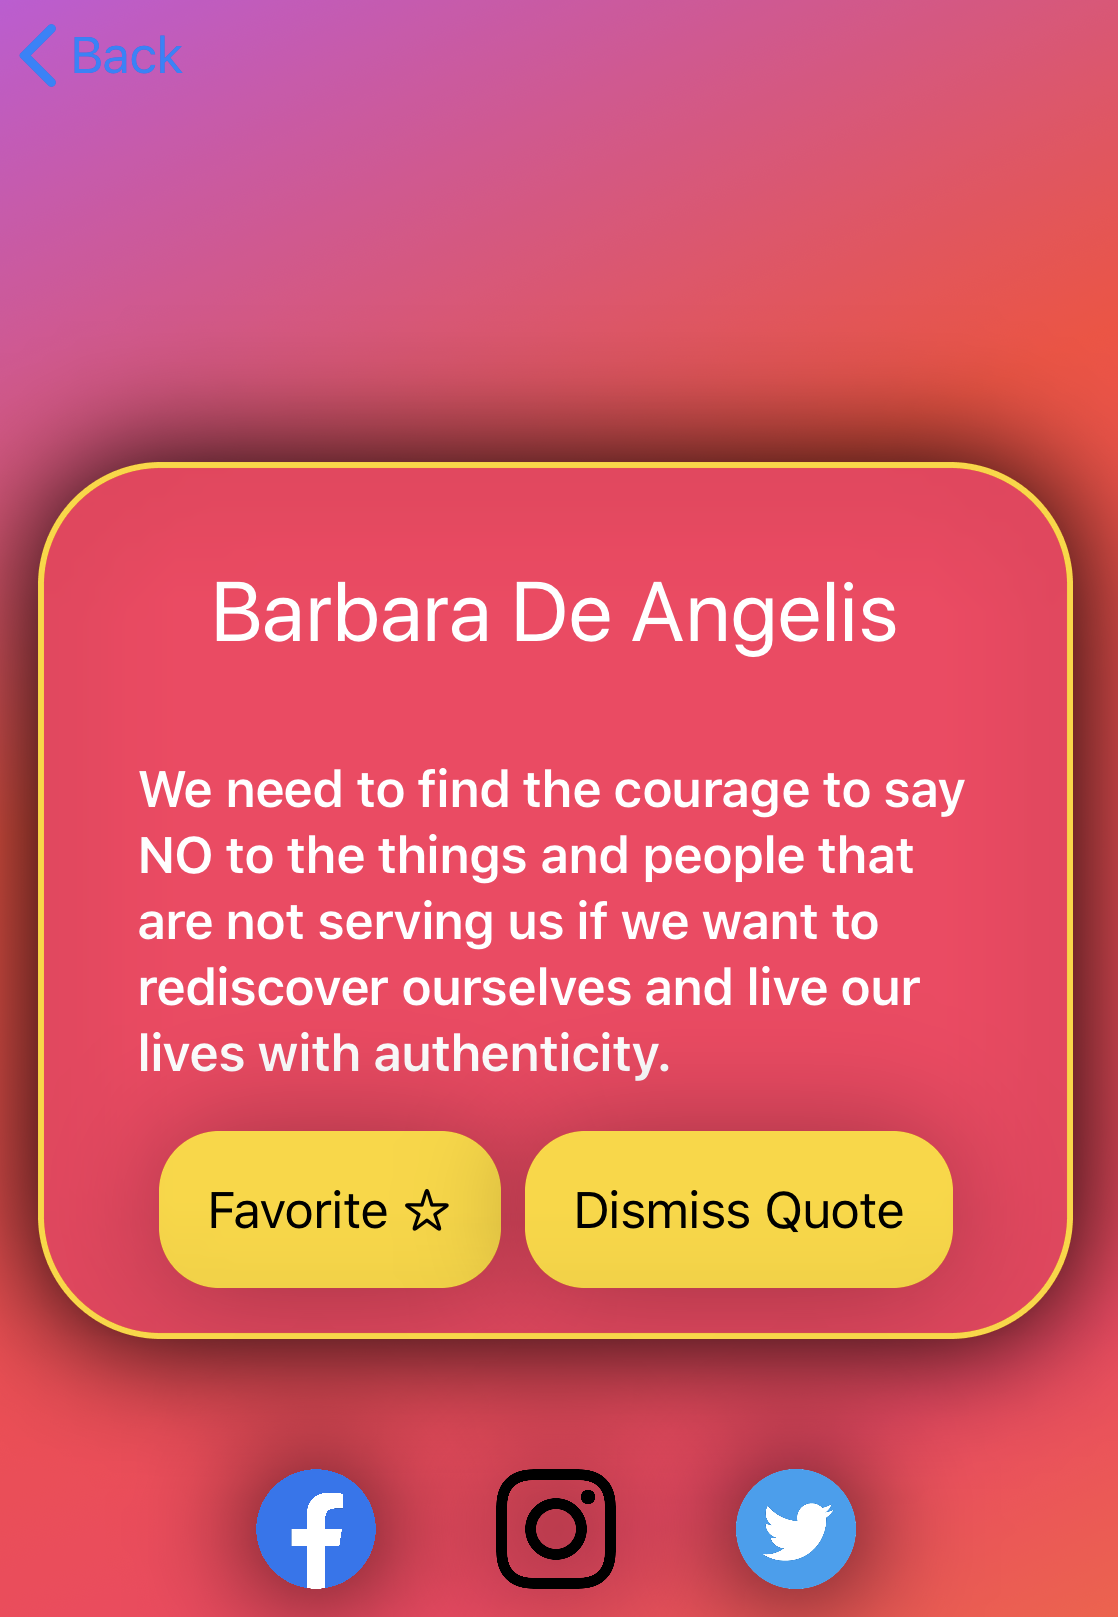 Back
Barbara De Angelis
We need to find the courage to say
NO to the things and people that
are not serving us if we want to
rediscover ourselves and live our
lives with authenticity.
Favorite ☆
Dismiss Quote